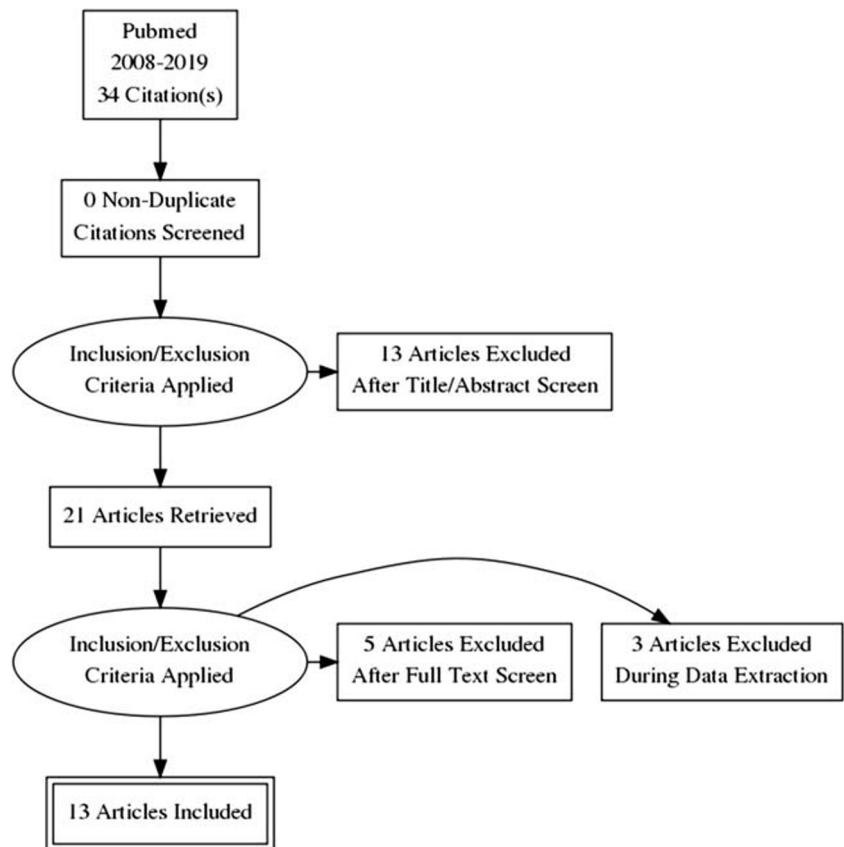 Pubmed
2008-2019
34 Citation(s)
0 Non-Duplicate
Citations Screened
Inclusion/Exclusion
Criteria Applied
13 Articles Excluded
After Title/Abstract Screen
21 Articles Retrieved
Inclusion/Exclusion
Criteria Applied
5 Articles Excluded
After Full Text Screen
3 Articles Excluded
During Data Extraction
13 Articles Included